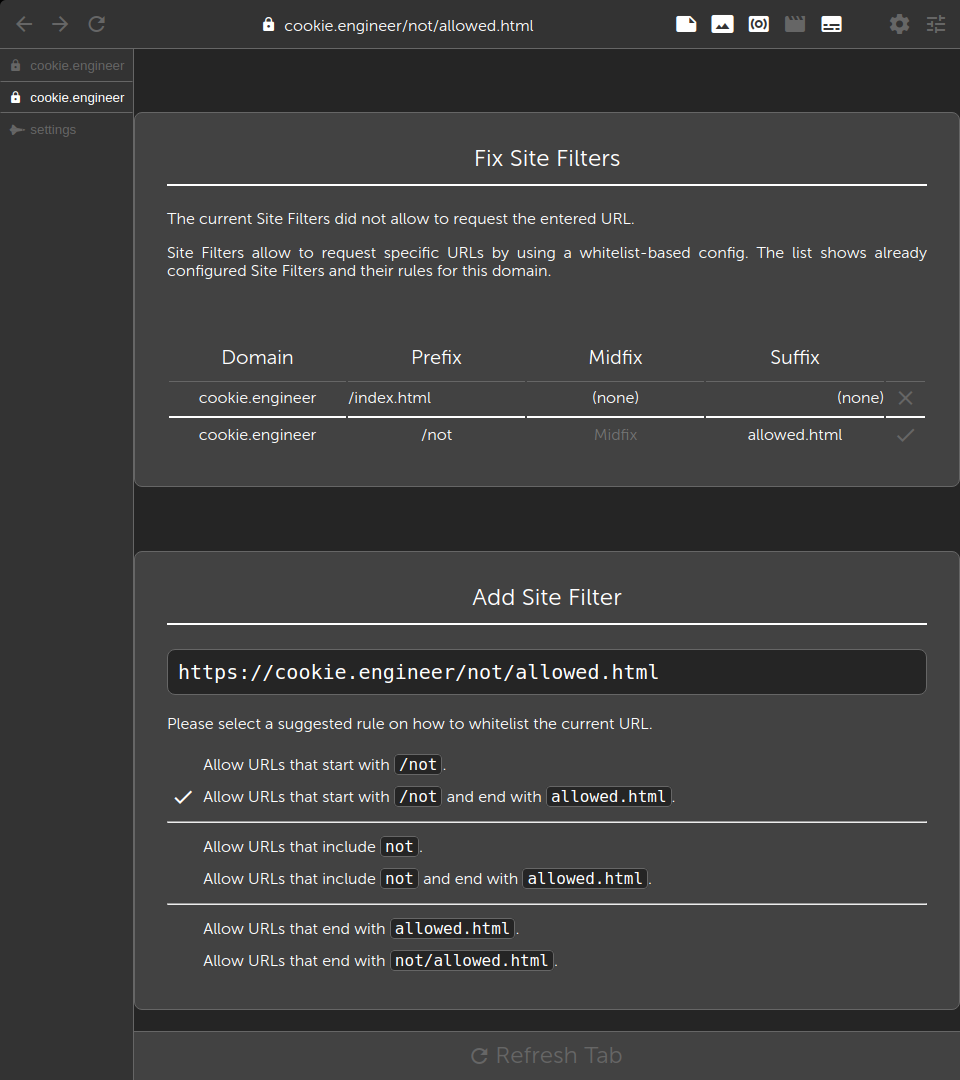 cookie.engineer/not/allowed.html
cookie.engineer
cookie.engineer
settings
Fix Site Filters
The current Site Filters did not allow to request the entered URL.
Site Filters allow to request specific URLs by using a whitelist-based config. The list shows already
configured Site Filters and their rules for this domain.
Domain Prefix Midfix Suffix
cookie.engineer /index.html (none) (none)
cookie.engineer /not Midfix allowed.html
Add Site Filter
https://cookie.engineer/not/allowed.html
Please select a suggested rule on how to whitelist the current URL.
Allow URLs that start with /not.
Allow URLs that start with /not and end with allowed.html.
Allow URLs that include not.
Allow URLs that include not and end with allowed.html.
Allow URLs that end with allowed.html.
Allow URLs that end with not/allowed.html.
Refresh Tab